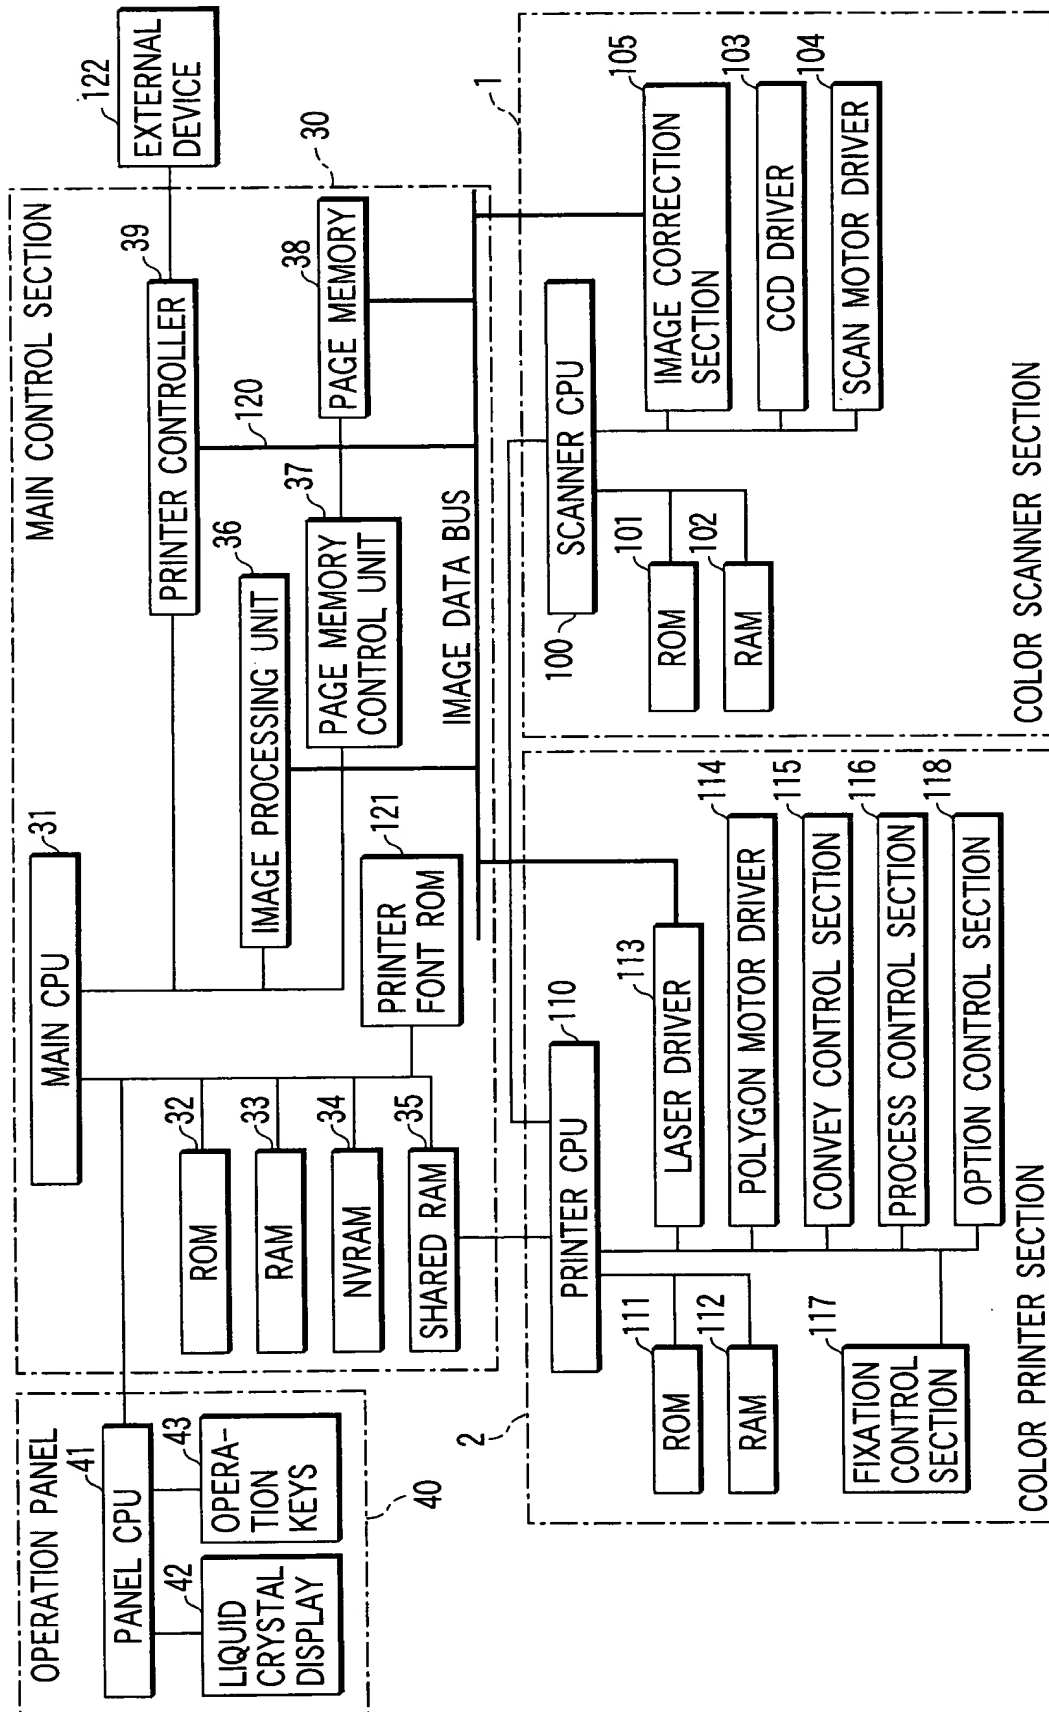 OPERATION PANEL
41
PANEL CPU
42
LIQUID
CRYSTAL
DISPLAY
43
OPERA-
TION
KEYS
40
MAIN CONTROL SECTION
30
31
MAIN CPU
32
ROM
33
RAM
34
NVRAM
35
SHARED RAM
121
PRINTER
FONT ROM
36
IMAGE PROCESSING UNIT
37
PAGE MEMORY
CONTROL UNIT
38
PAGE MEMORY
39
PRINTER CONTROLLER
120
IMAGE DATA BUS
122
EXTERNAL
DEVICE
2
110
PRINTER CPU
111
ROM
112
RAM
113
LASER DRIVER
114
POLYGON MOTOR DRIVER
115
CONVEY CONTROL SECTION
116
PROCESS CONTROL SECTION
117
FIXATION
CONTROL
SECTION
118
OPTION CONTROL SECTION
COLOR PRINTER SECTION
1
100
SCANNER CPU
101
ROM
102
RAM
105
IMAGE CORRECTION
SECTION
103
CCD DRIVER
104
SCAN MOTOR DRIVER
COLOR SCANNER SECTION